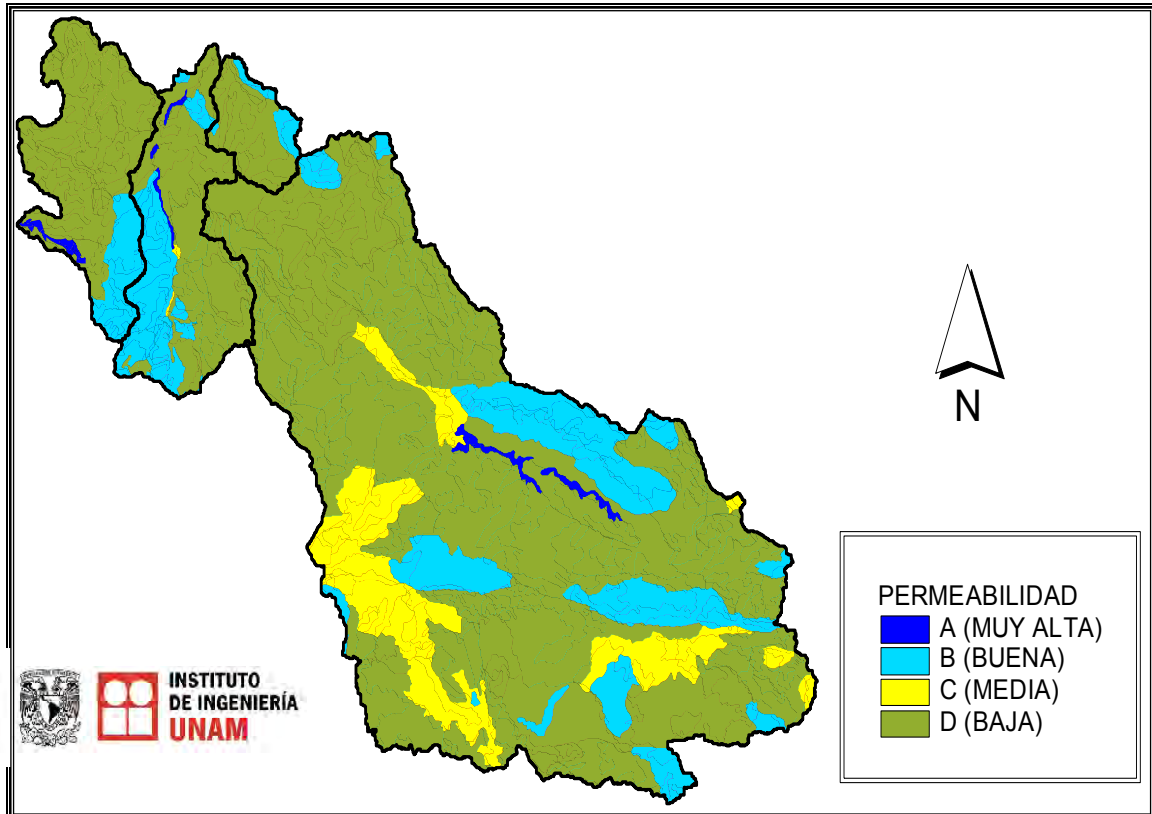 N
PERMEABILIDAD
A (MUY ALTA)
B (BUENA)
C (MEDIA)
D (BAJA)
INSTITUTO
DE INGENIERÍA
UNAM